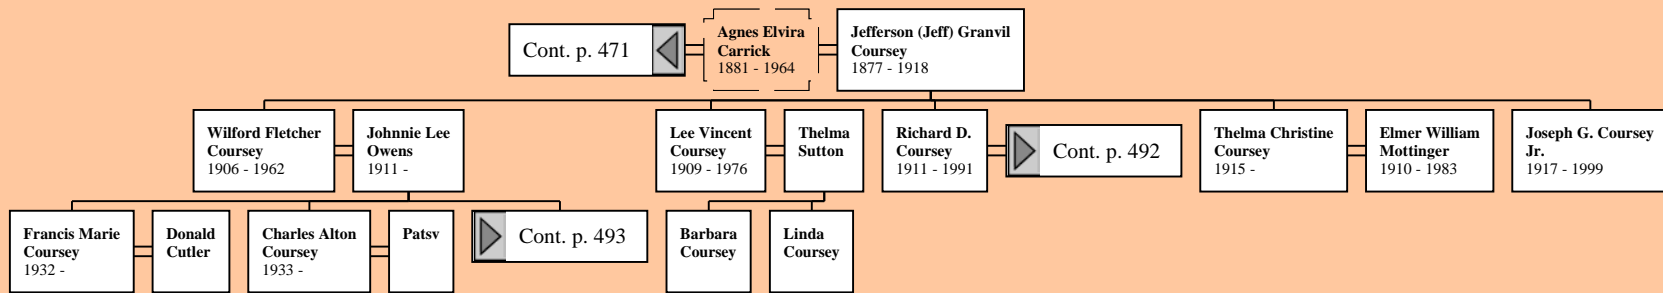 Cont. p. 471
Agnes Elvira
Carrick
1881 - 1964
Jefferson (Jeff) Granvil
Coursey
1877 - 1918
Wilford Fletcher
Coursey
1906 - 1962
Johnnie Lee
Owens
1911 -
Lee Vincent
Coursey
1909 - 1976
Thelma
Sutton
Richard D.
Coursey
1911 - 1991
Cont. p. 492
Thelma Christine
Coursey
1915 -
Elmer William
Mottinger
1910 - 1983
Joseph G. Coursey
Jr.
1917 - 1999
Francis Marie
Coursey
1932 -
Donald
Cutler
Charles Alton
Coursey
1933 -
Patsy
Cont. p. 493
Barbara
Coursey
Linda
Coursey